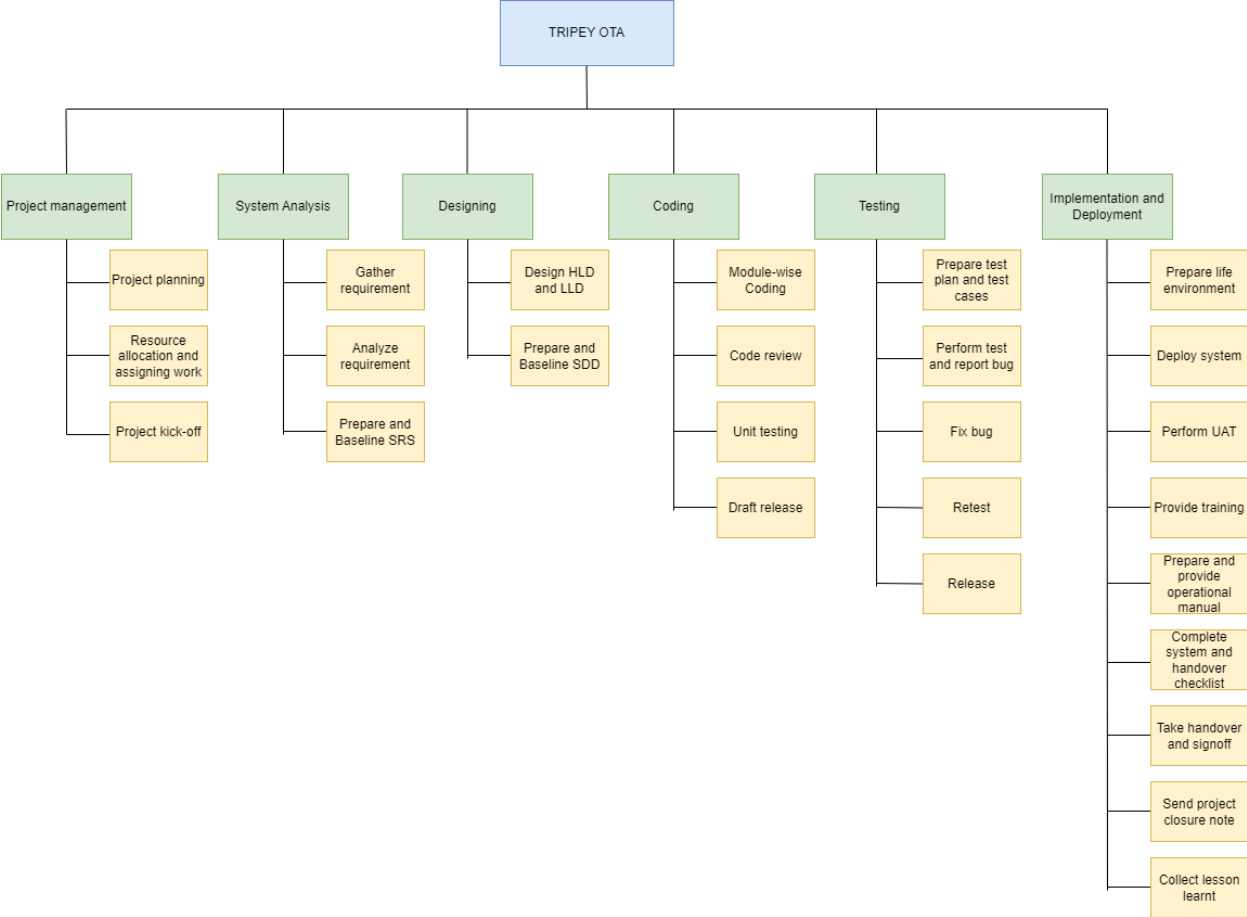 TRIPEY OTA
Project management
Project planning
Resource
allocation and
assigning work
Project kick-off
System Analysis
Gather
requirement
Analyze
requirement
Prepare and
Baseline SRS
Designing
Design HLD
and LLD
Prepare and
Baseline SDD
Coding
Module-wise
Coding
Code review
Unit testing
Draft release
Testing
Prepare test
plan and test
cases
Perform test
and report bug
Fix bug
Retest
Release
Implementation and
Deployment
Prepare life
environment
Deploy system
Perform UAT
Provide training
Prepare and
provide
operational
manual
Complete
system and
handover
checklist
Take handover
and signoff
Send project
closure note
Collect lesson
learnt